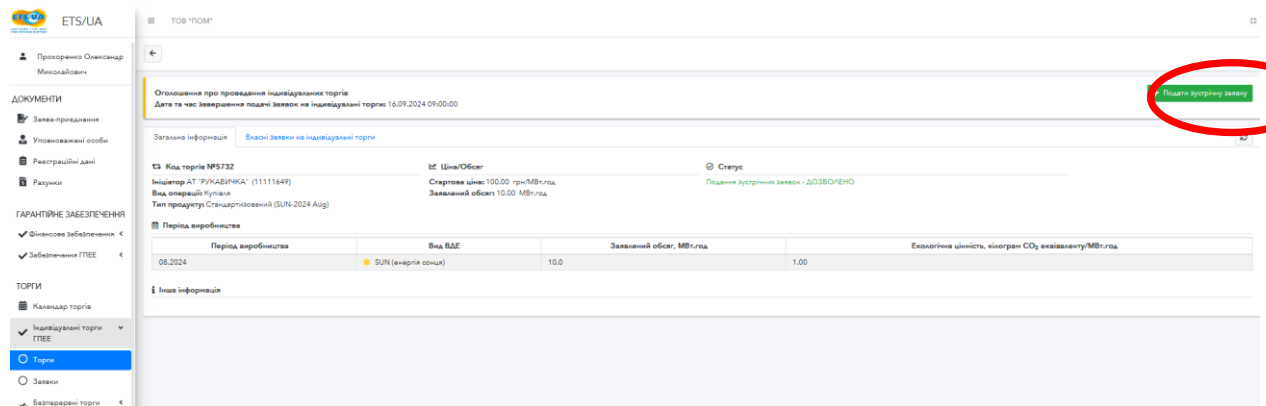 ETS/UA
ТОВ "ПОМ"
Прохоренко Олександр
Миколайович
ДОКУМЕНТИ
Заява-приєднання
Уповноважені особи
Реєстраційні дані
Рахунки
ГАРАНТІЙНЕ ЗАБЕЗПЕЧЕННЯ
Фінансове забезпечення
Забезпечення ГПЕЕ
ТОРГИ
Календар торгів
Індивідуальні торги
ГПЕЕ
Торги
Заявки
Безперервні торги
Оголошення про проведення індивідуальних торгів
Дата та час завершення подачі заявок на індивідуальні торги: 16.09.2024 09:00:00
Подати зустрічну заявку
Загальна інформація Власні заявки на індивідуальні торги
Код торгів №5732 Ціна/Обсяг Статус
Ініціатор АТ "РУКАВИЧКА" (11111649) Стартова ціна: 100.00 грн/МВт.год Подання зустрічних заявок - ДОЗВОЛЕНО
Вид операції: Купівля Заявлений обсяг: 10.00 МВт.год
Тип продукту: Стандартизований (SUN-2024 Aug)
Період виробництва
Період виробництва Вид ВДЕ Заявлений обсяг, МВт.год Екологічна цінність, кілограм CO₂ еквіваленту/МВт.год
08.2024 SUN (енергія сонця) 10.0 1.00
Інша інформація